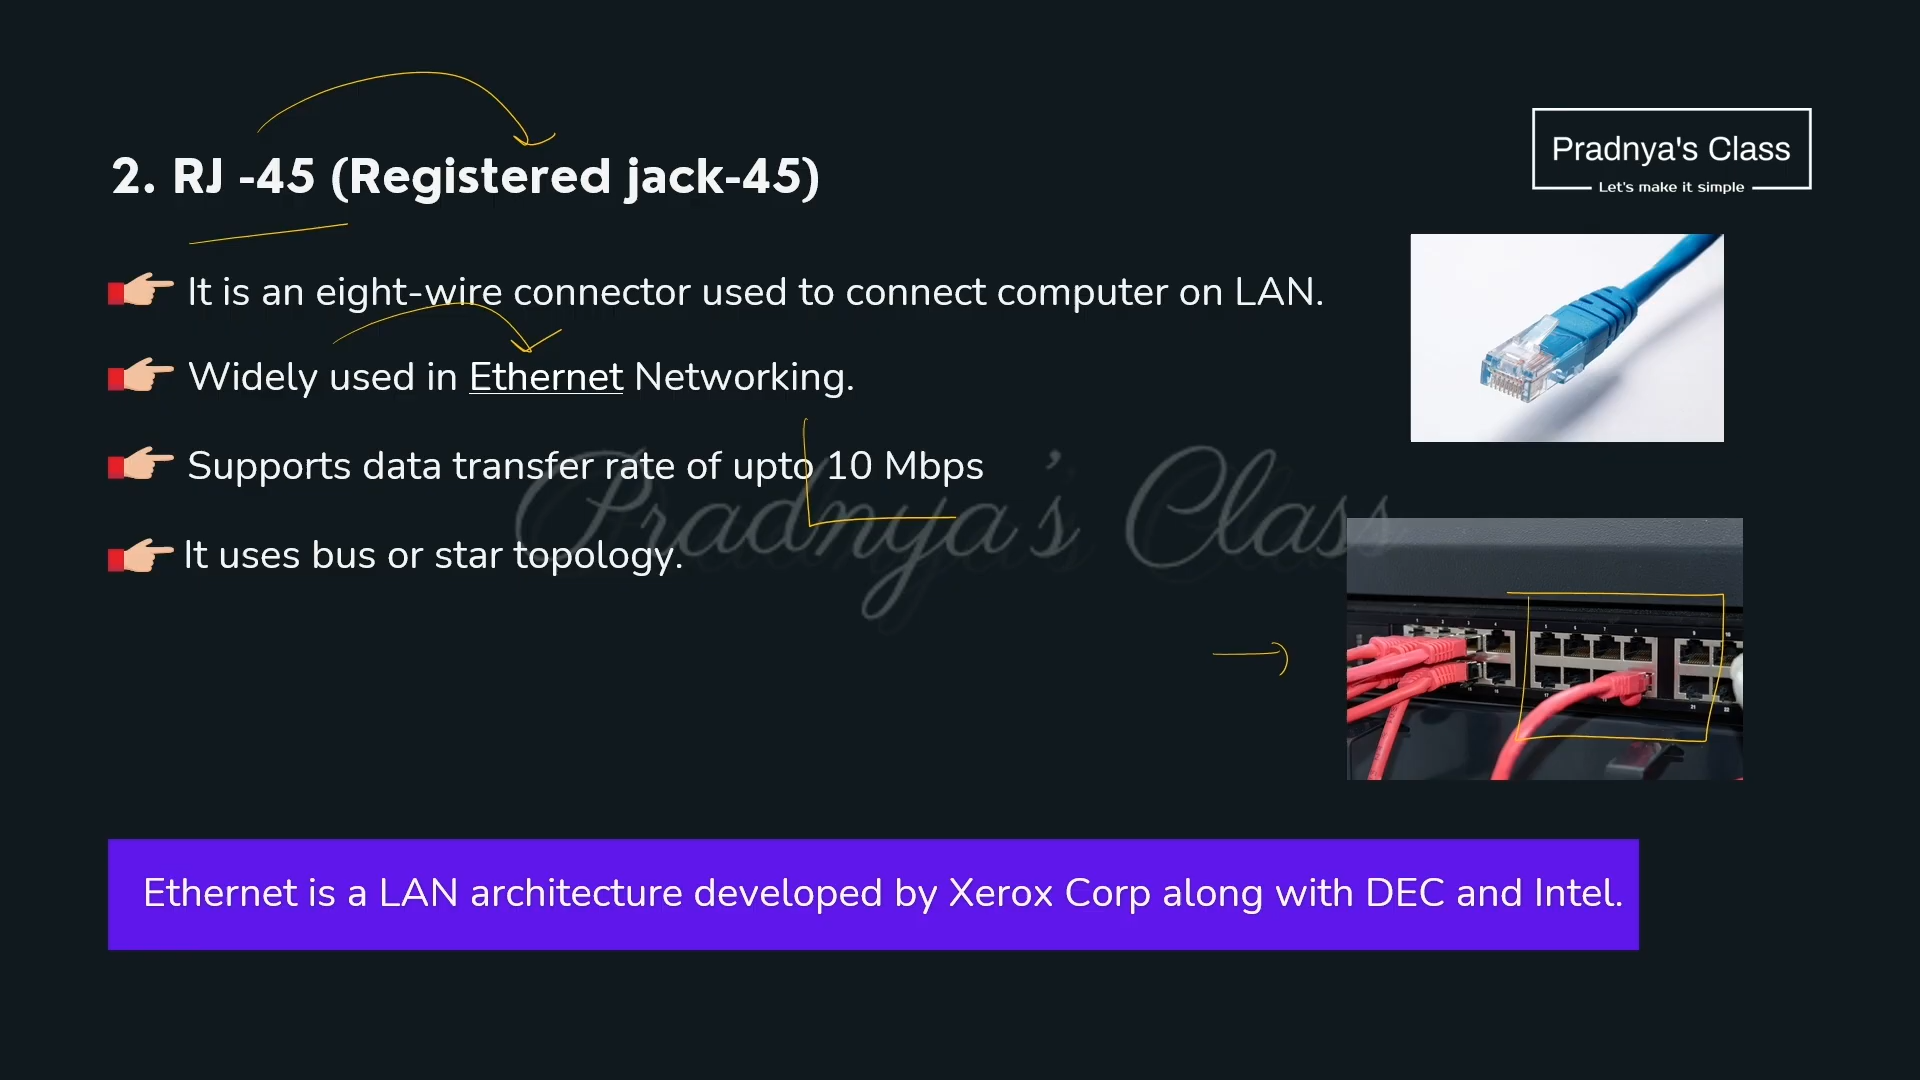 2. RJ -45 (Registered jack-45)
Pradnya's Class
Let's make it simple
It is an eight-wire connector used to connect computer on LAN.
Widely used in Ethernet Networking.
Supports data transfer rate of upto 10 Mbps
It uses bus or star topology.
Pradnya's Class
Ethernet is a LAN architecture developed by Xerox Corp along with DEC and Intel.